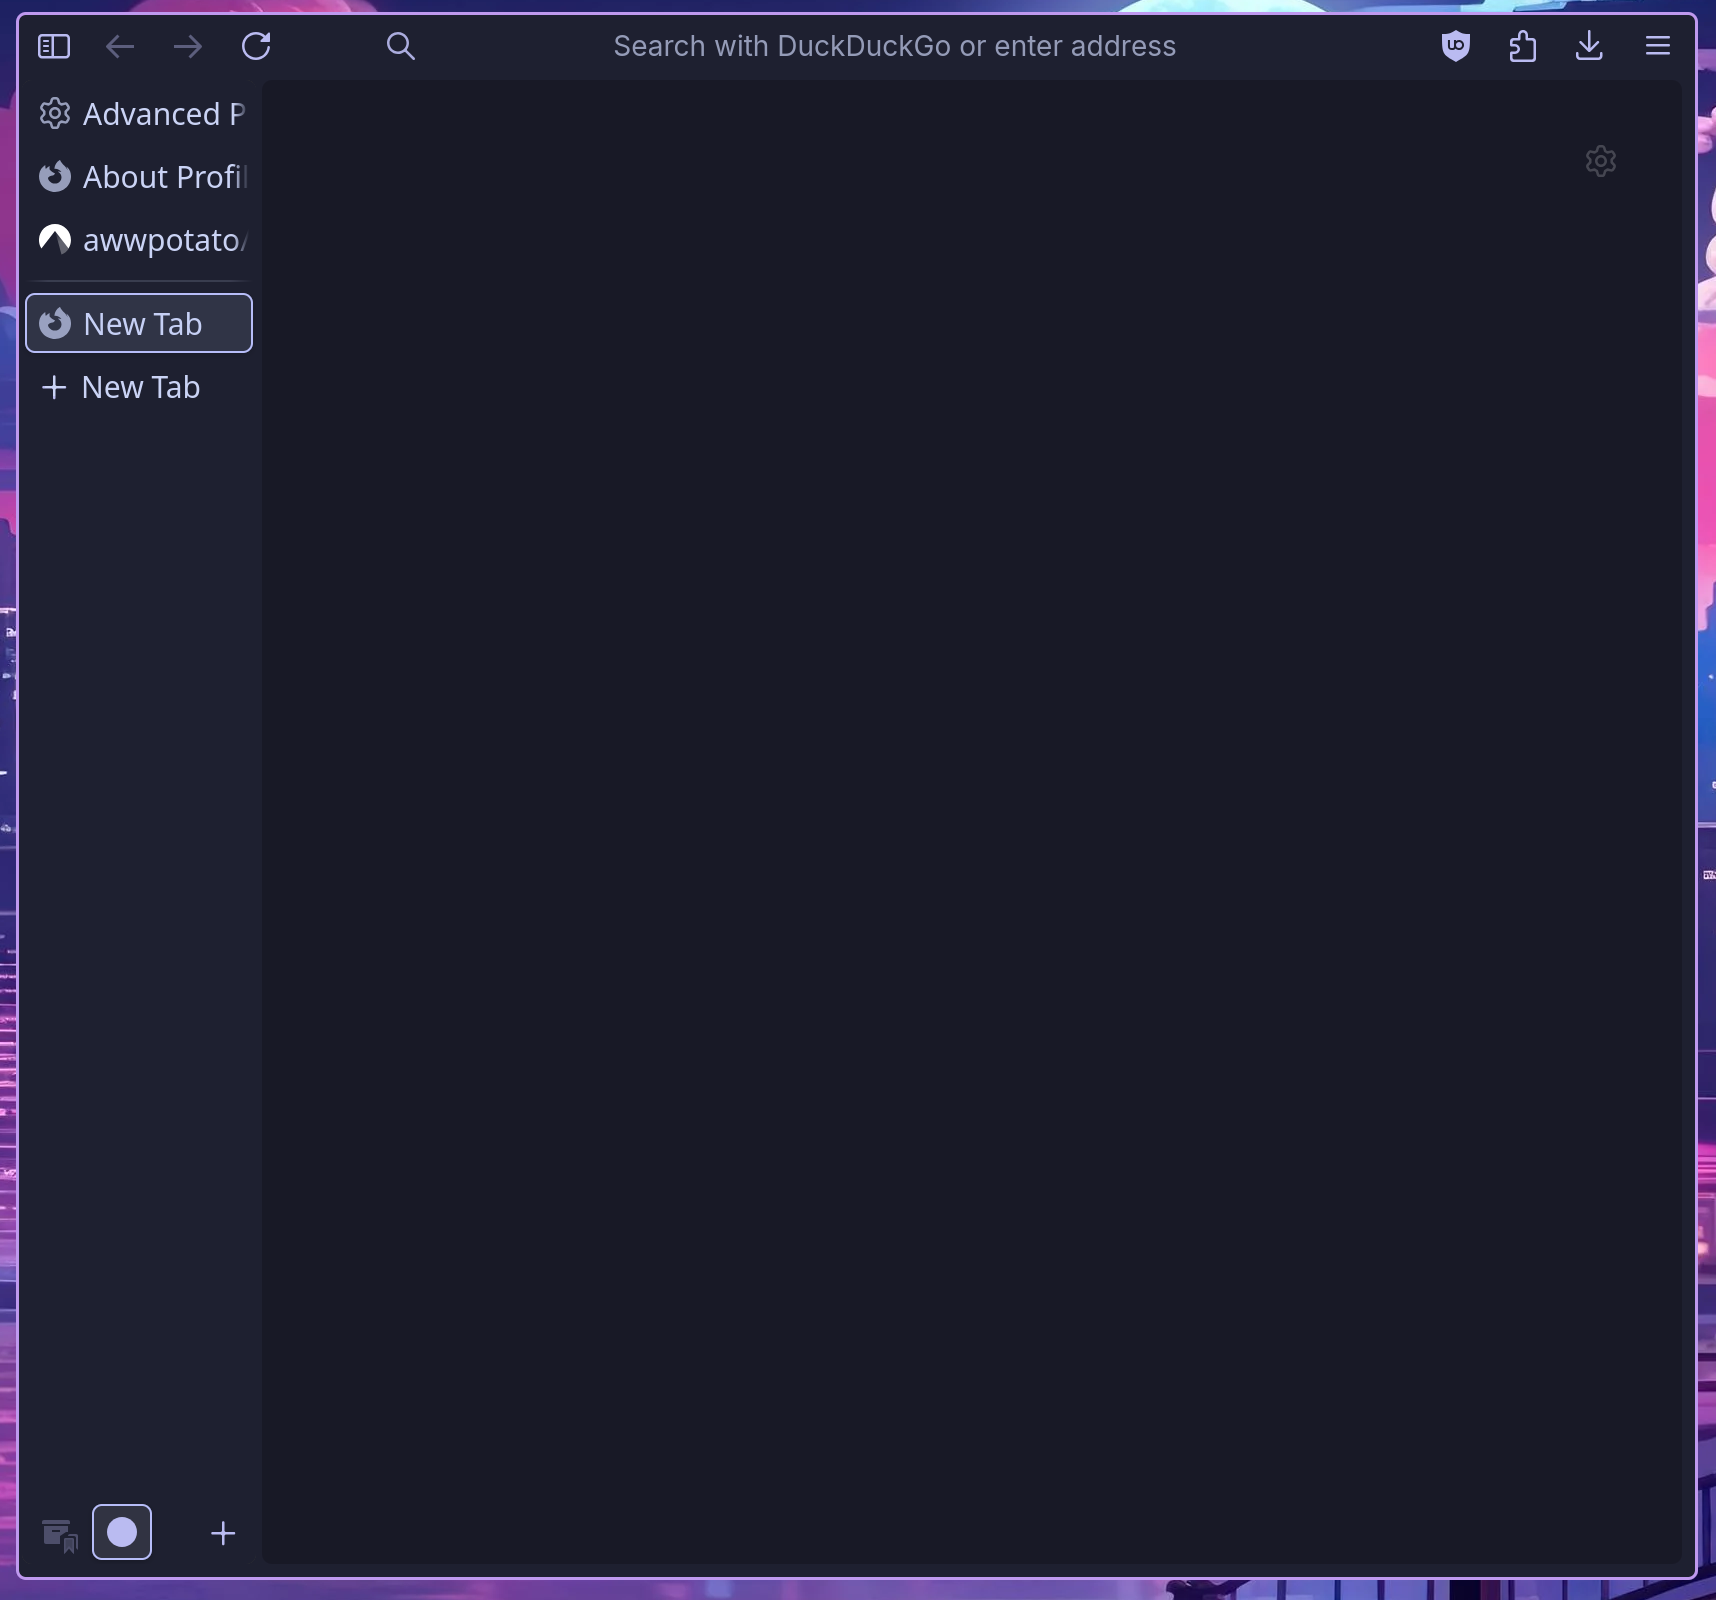 Search with DuckDuckGo or enter address
Advanced P
About Profil
awwpotato/
New Tab
New Tab